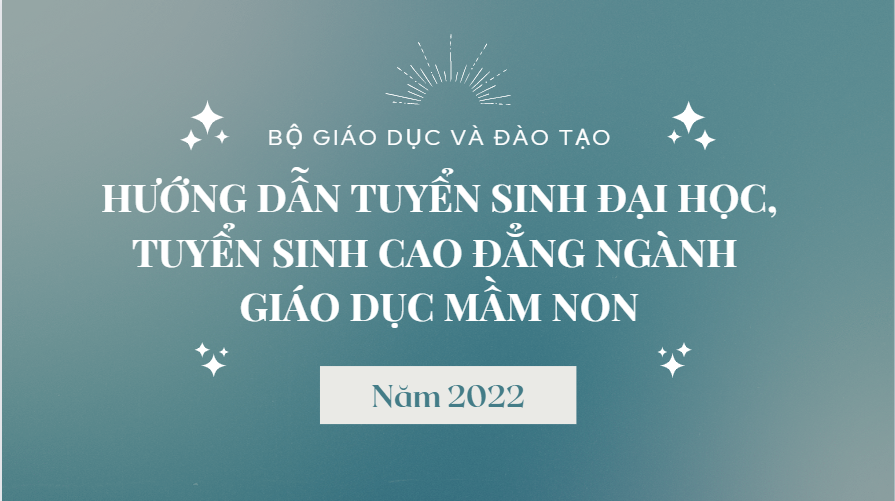 BỘ GIÁO DỤC VÀ ĐÀO TẠO
HƯỚNG DẪN TUYỂN SINH ĐẠI HỌC,
TUYỂN SINH CAO ĐẲNG NGÀNH
GIÁO DỤC MẦM NON
Năm 2022